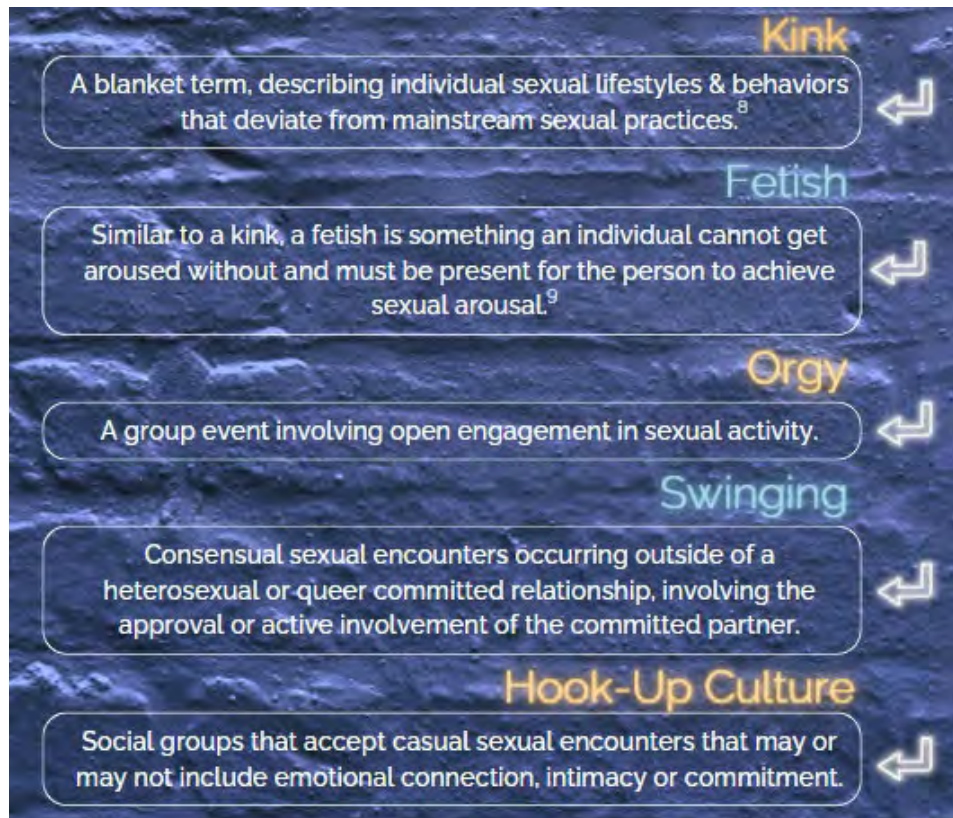 Kink
A blanket term, describing individual sexual lifestyles & behaviors
that deviate from mainstream sexual practices.8
Fetish
Similar to a kink, a fetish is something an individual cannot get
aroused without and must be present for the person to achieve
sexual arousal.9
Orgy
A group event involving open engagement in sexual activity.
Swinging
Consensual sexual encounters occurring outside of a
heterosexual or queer committed relationship, involving the
approval or active involvement of the committed partner.
Hook-Up Culture
Social groups that accept casual sexual encounters that may or
may not include emotional connection, intimacy or commitment.